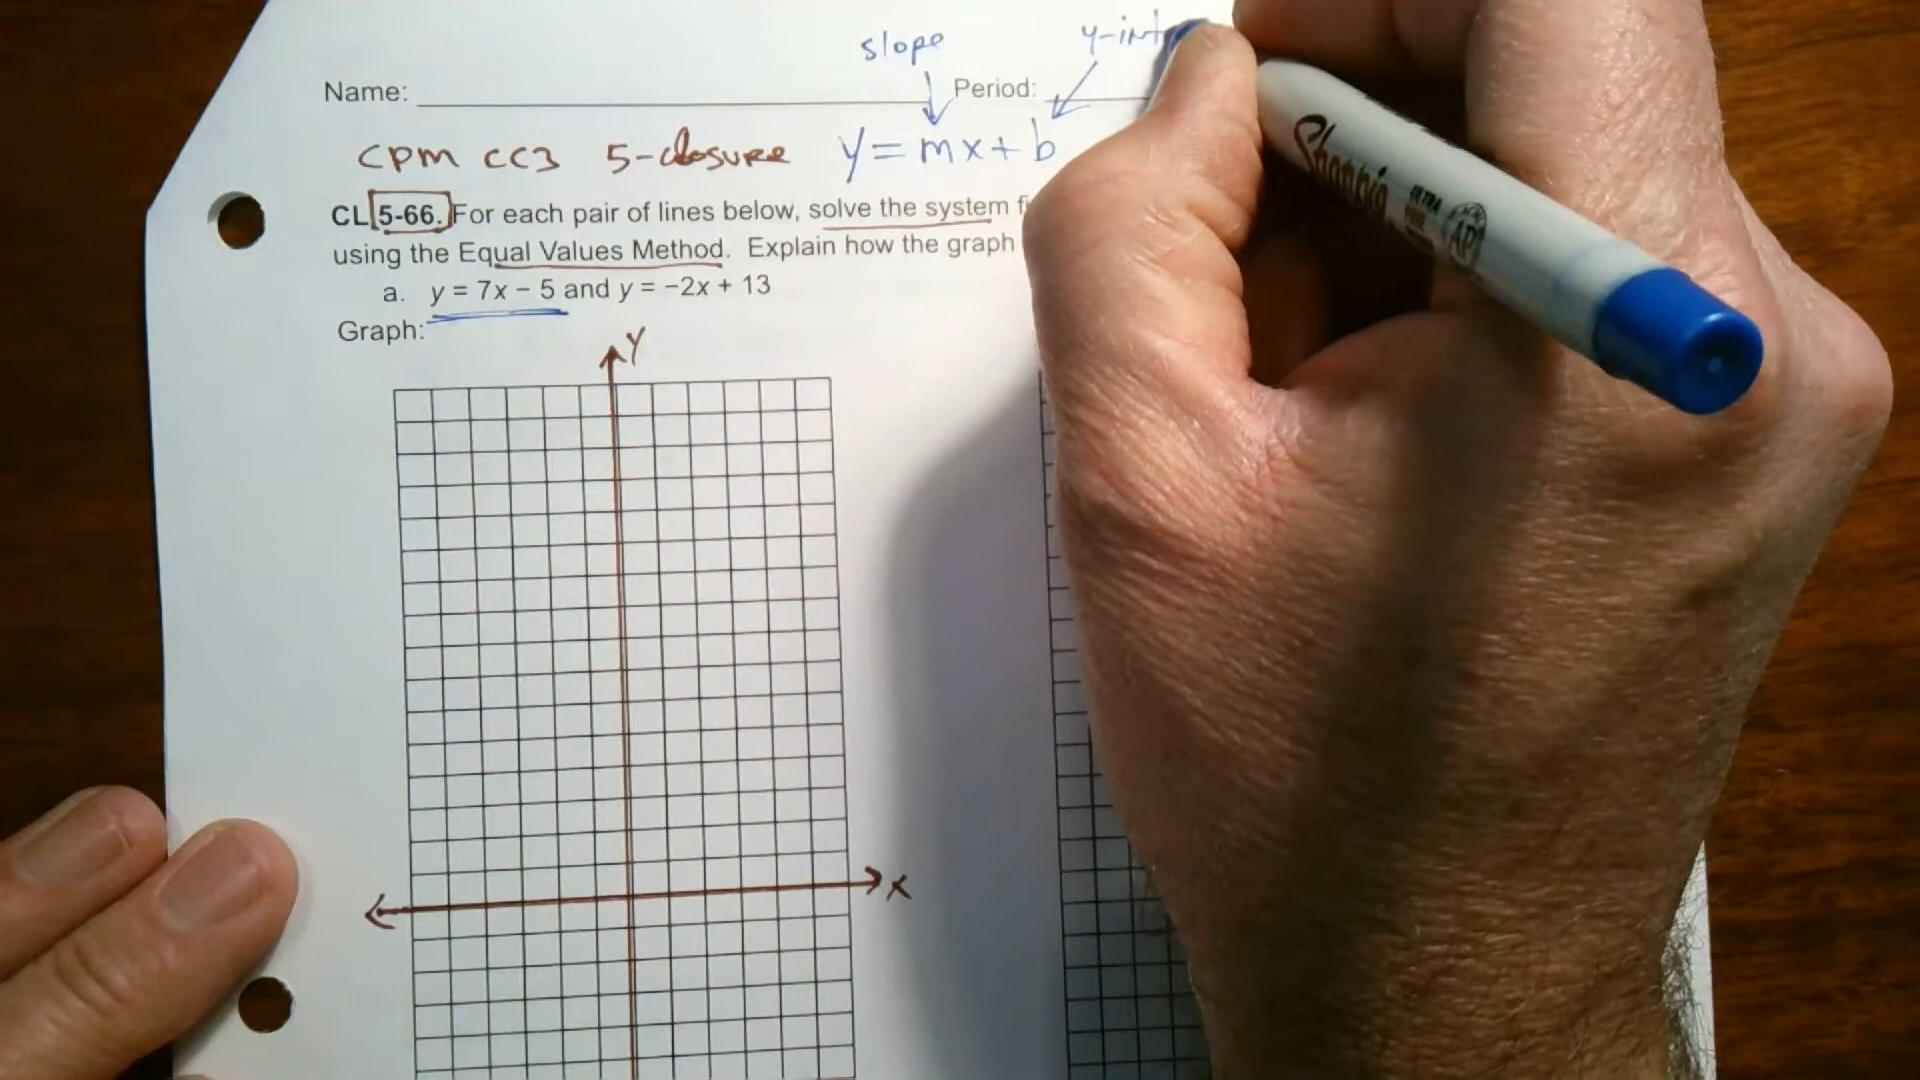 slope y-int
Name: Period:
CPM CC3 5-closure y = mx + b
CL 5-66. For each pair of lines below, solve the system
using the Equal Values Method. Explain how the graph
a. y = 7x − 5 and y = −2x + 13
Graph:
Y
X
Sharpie
ULTRA
FINE
AP